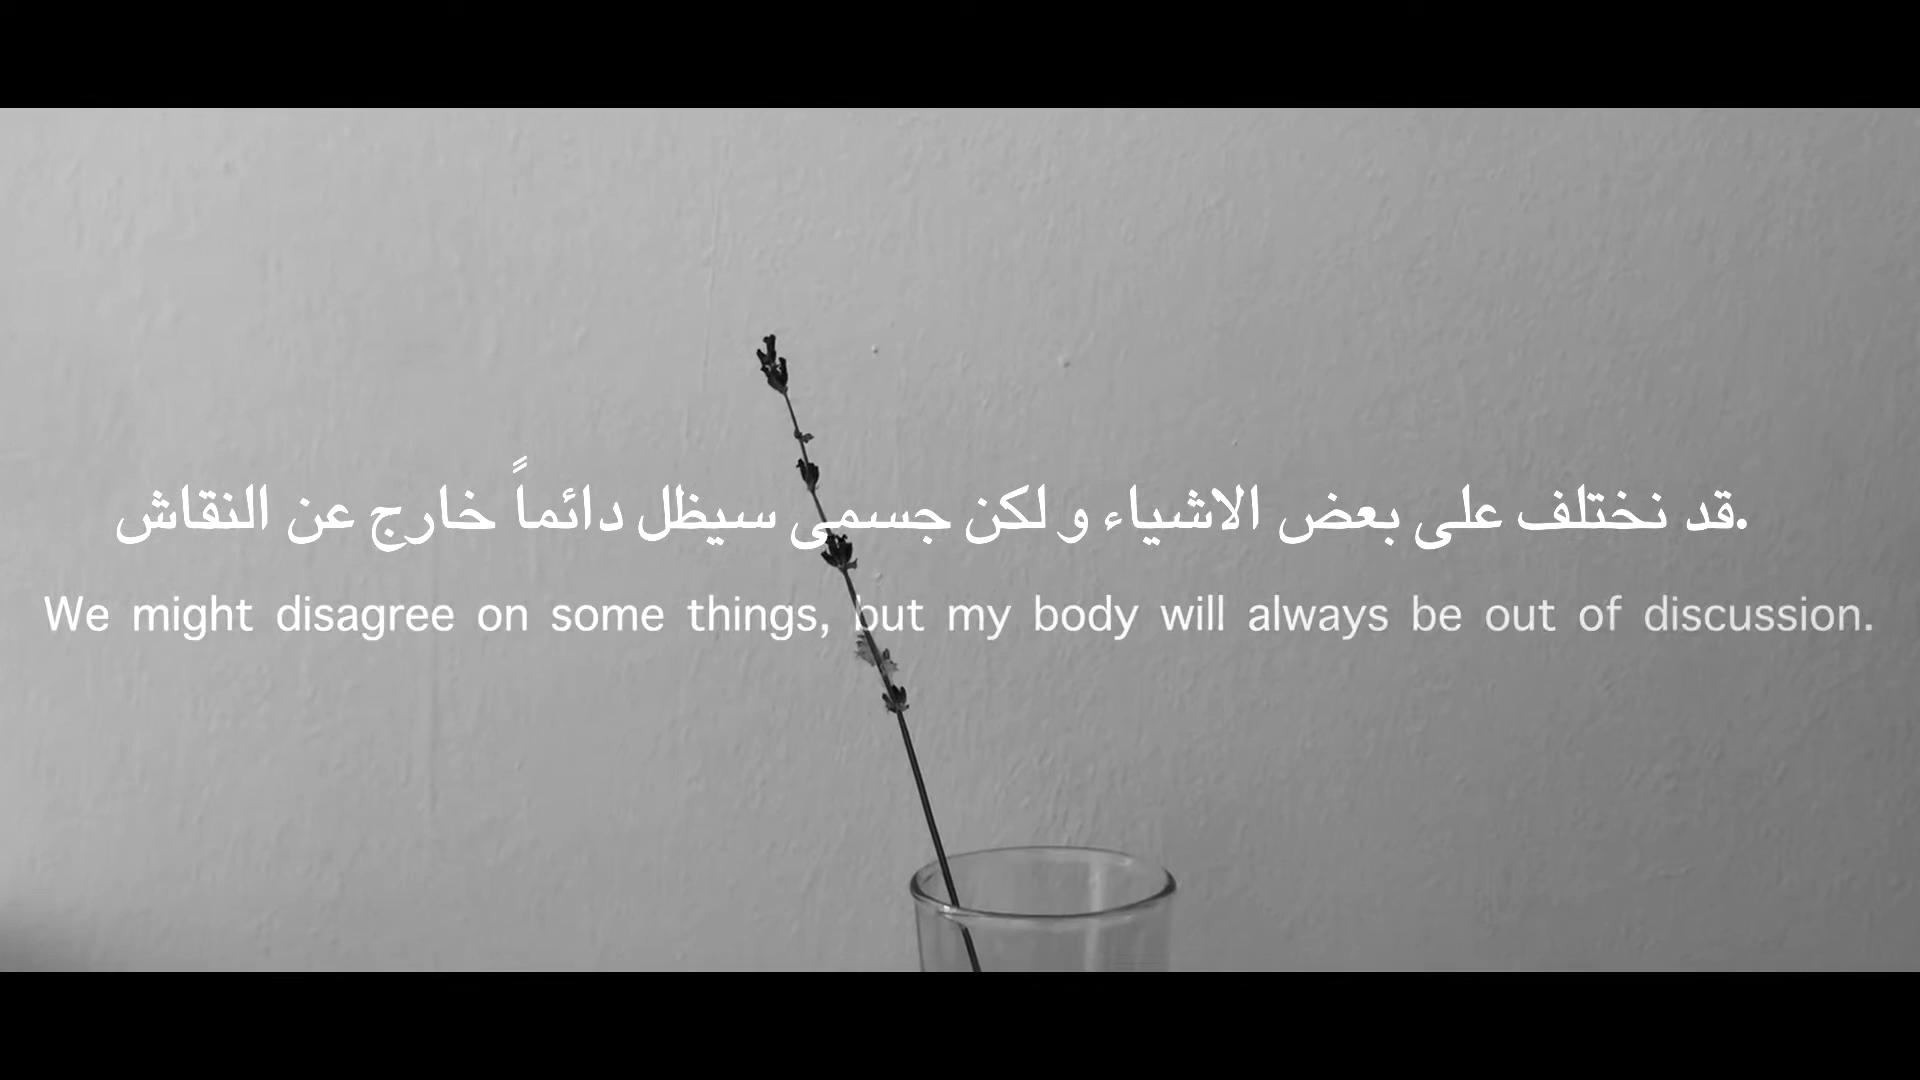 قد نختلف على بعض الاشياء و لكن جسمى سيظل دائماً خارج عن النقاش.
We might disagree on some things, but my body will always be out of discussion.